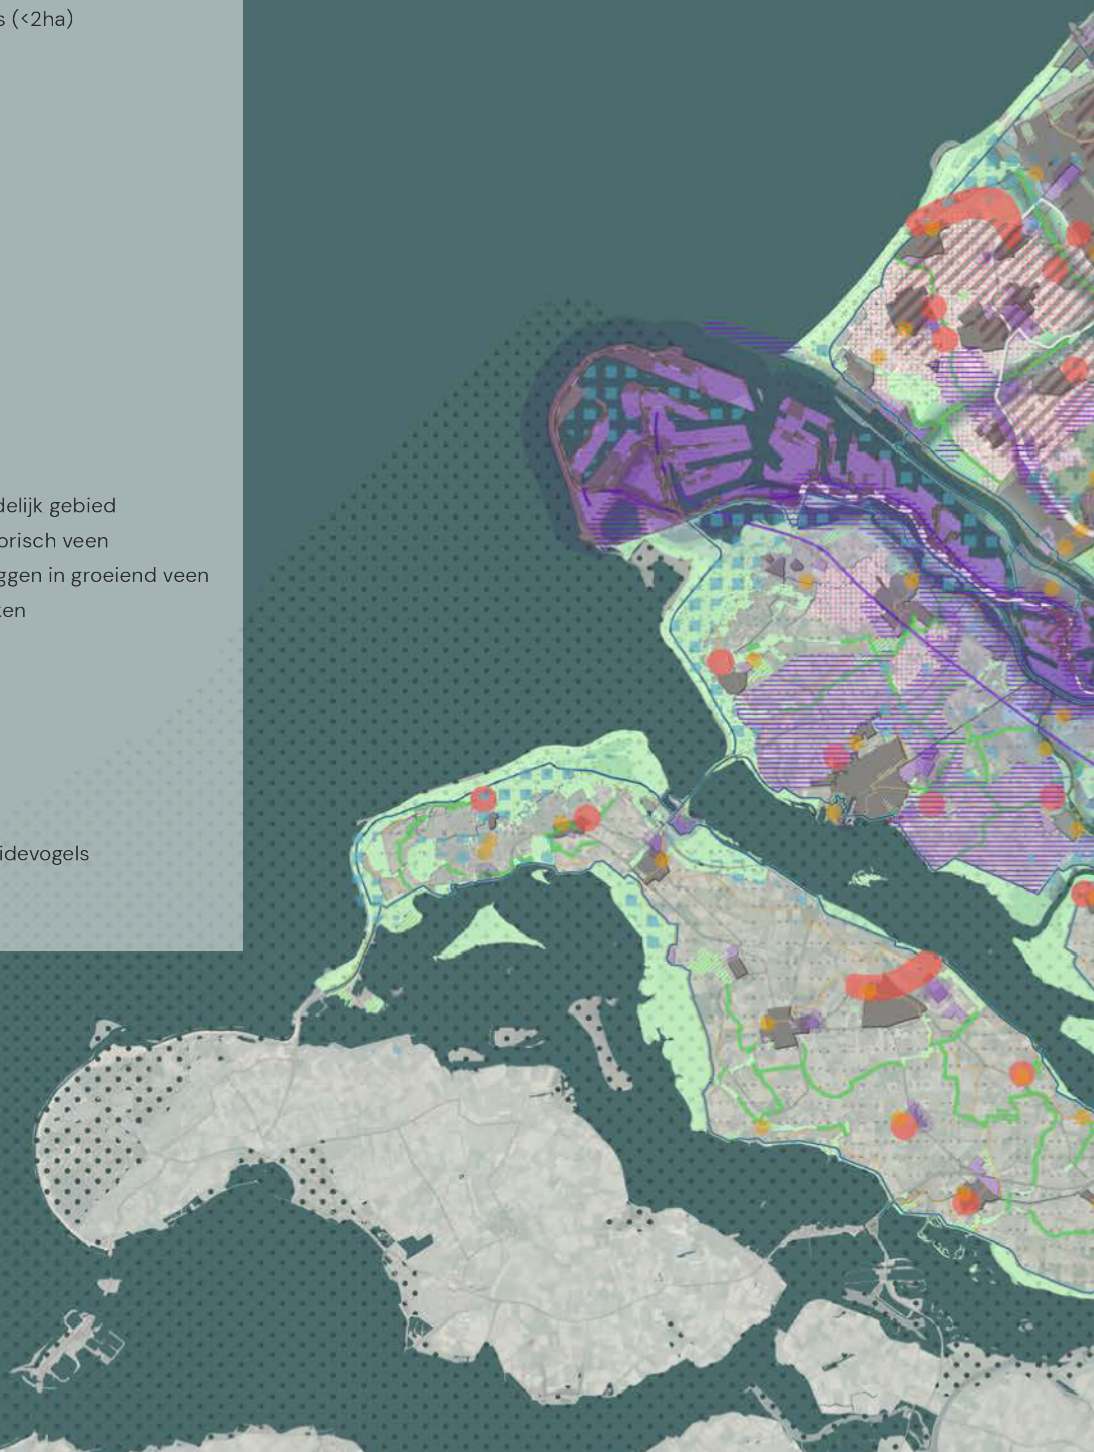 s (<2ha)
delijk gebied
orisch veen
ggen in groeiend veen
ken
idevogels